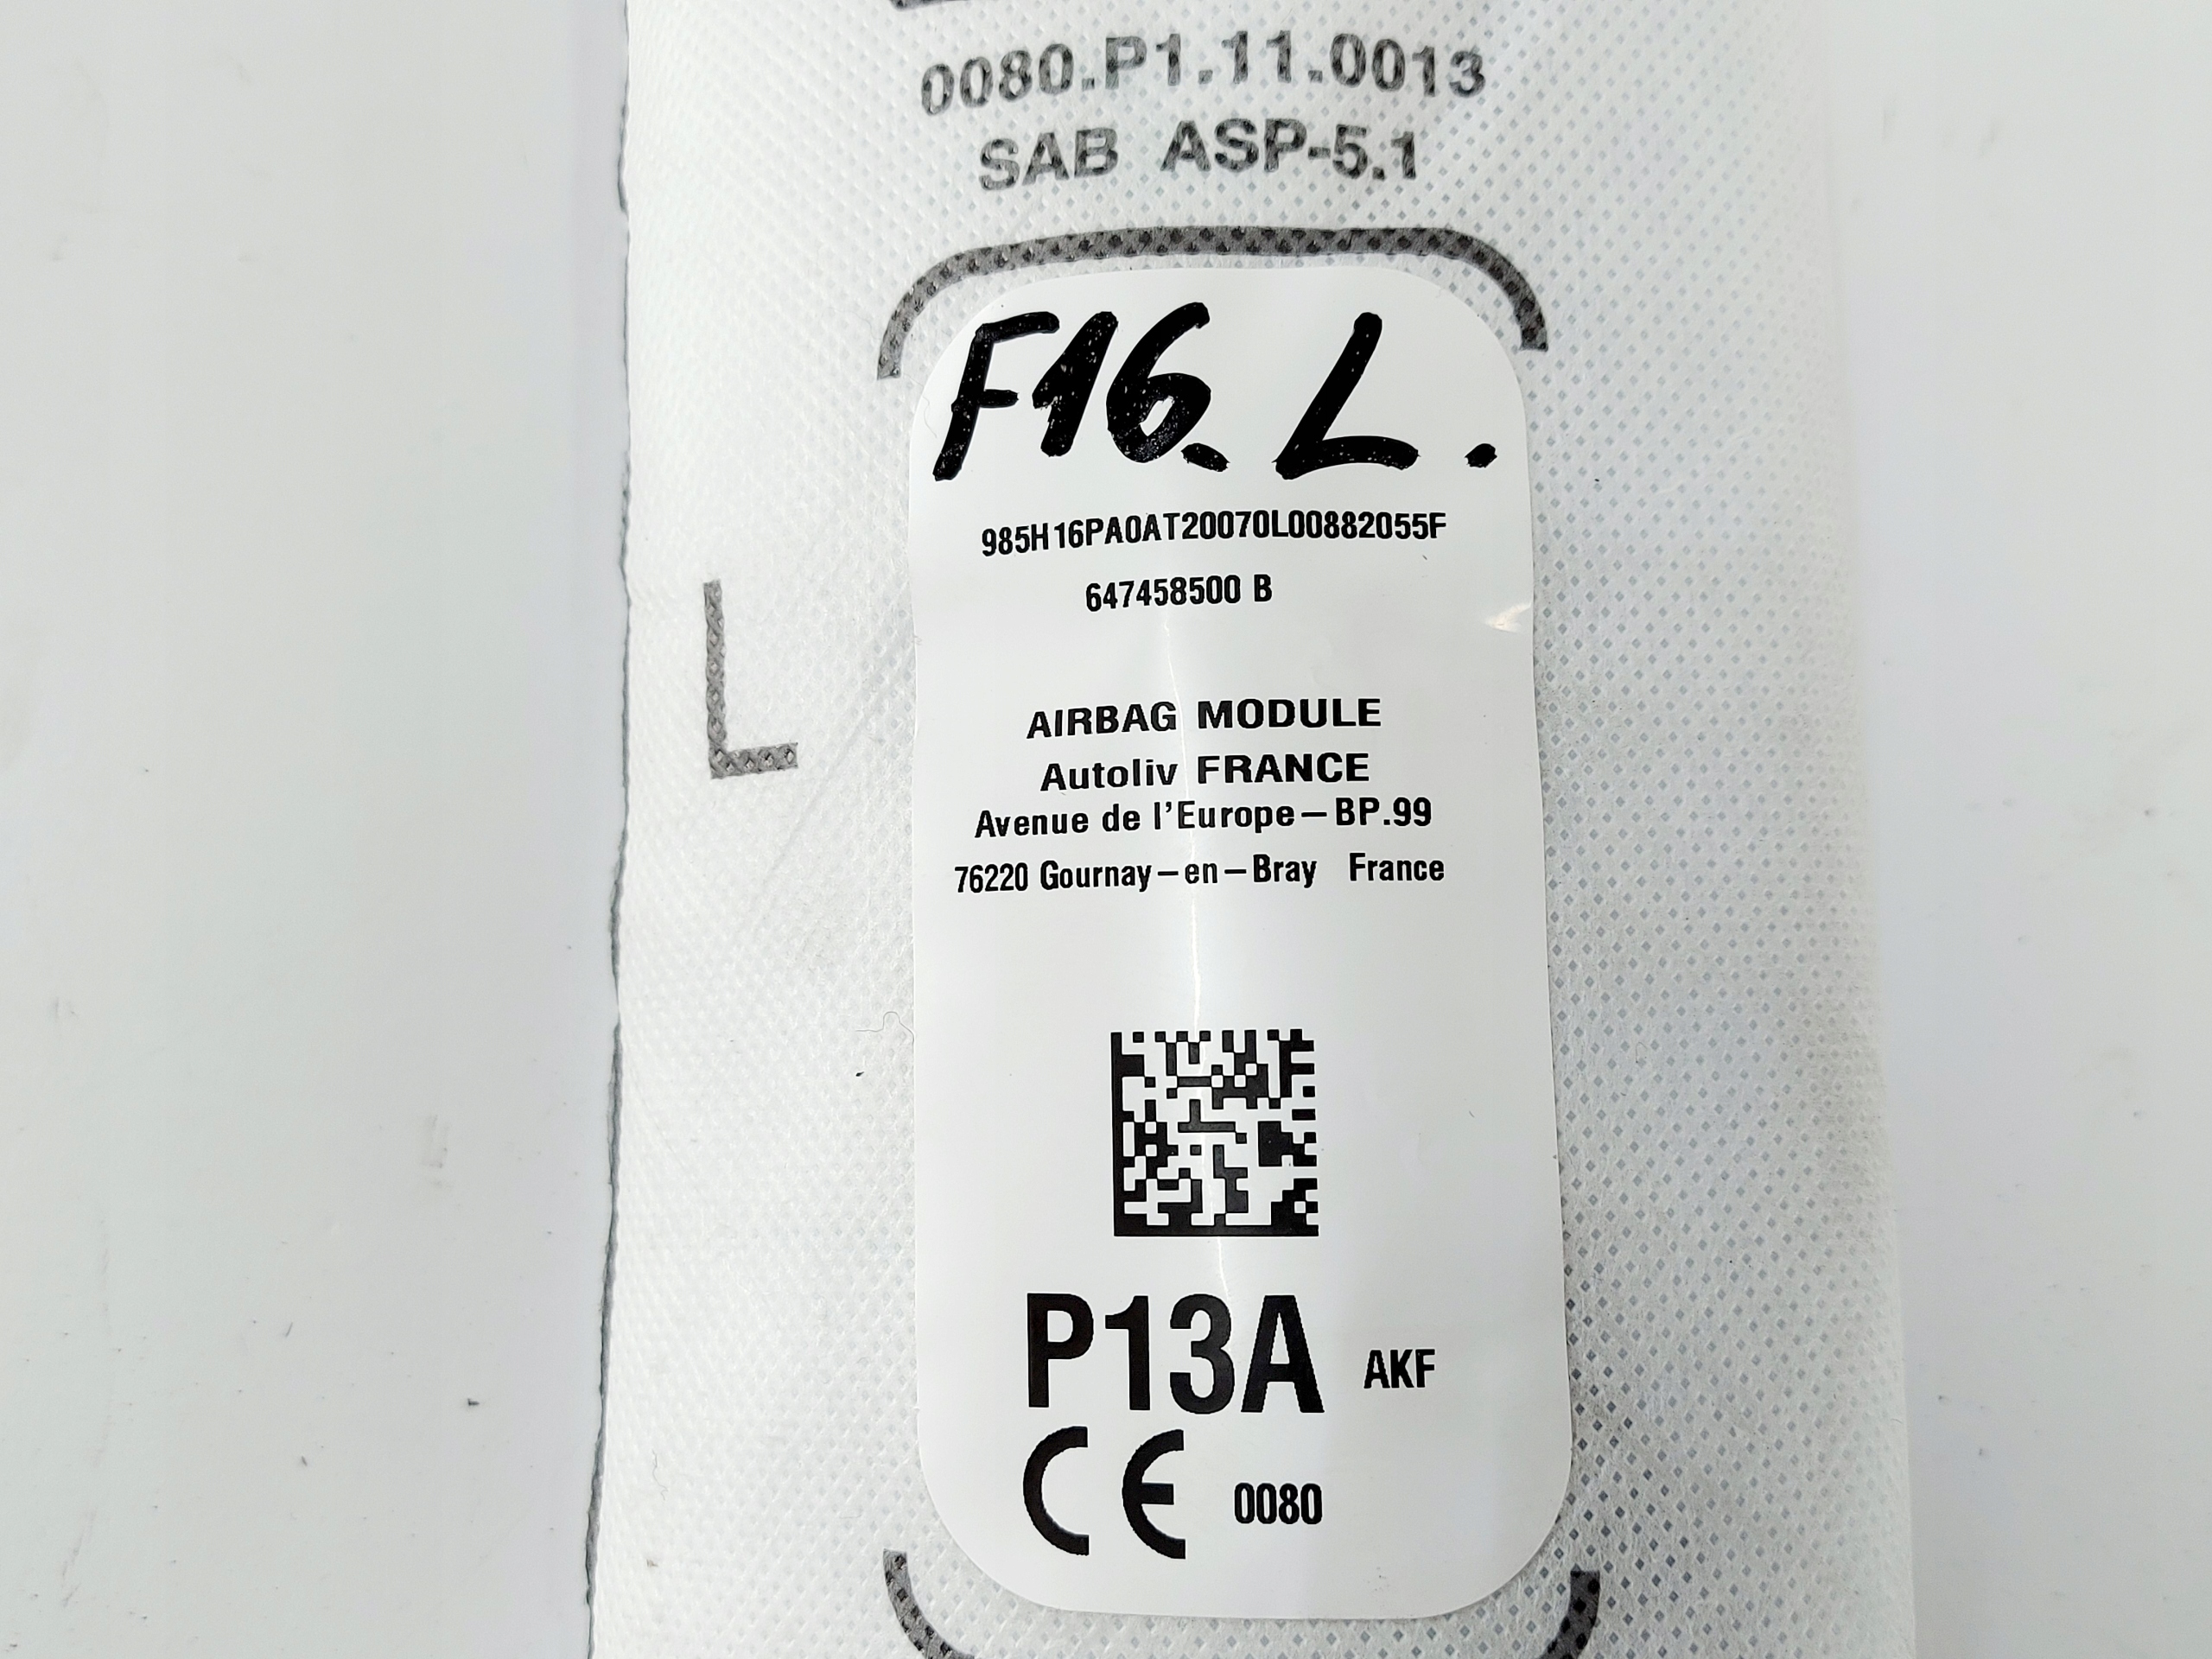 0080.P1.11.0013
SAB ASP-5.1
F16. L.
985H16PA0AT20070L00882055F
647458500 B
L
AIRBAG MODULE
Autoliv FRANCE
Avenue de l'Europe—BP.99
76220 Gournay—en—Bray France
P13A AKF
CE 0080